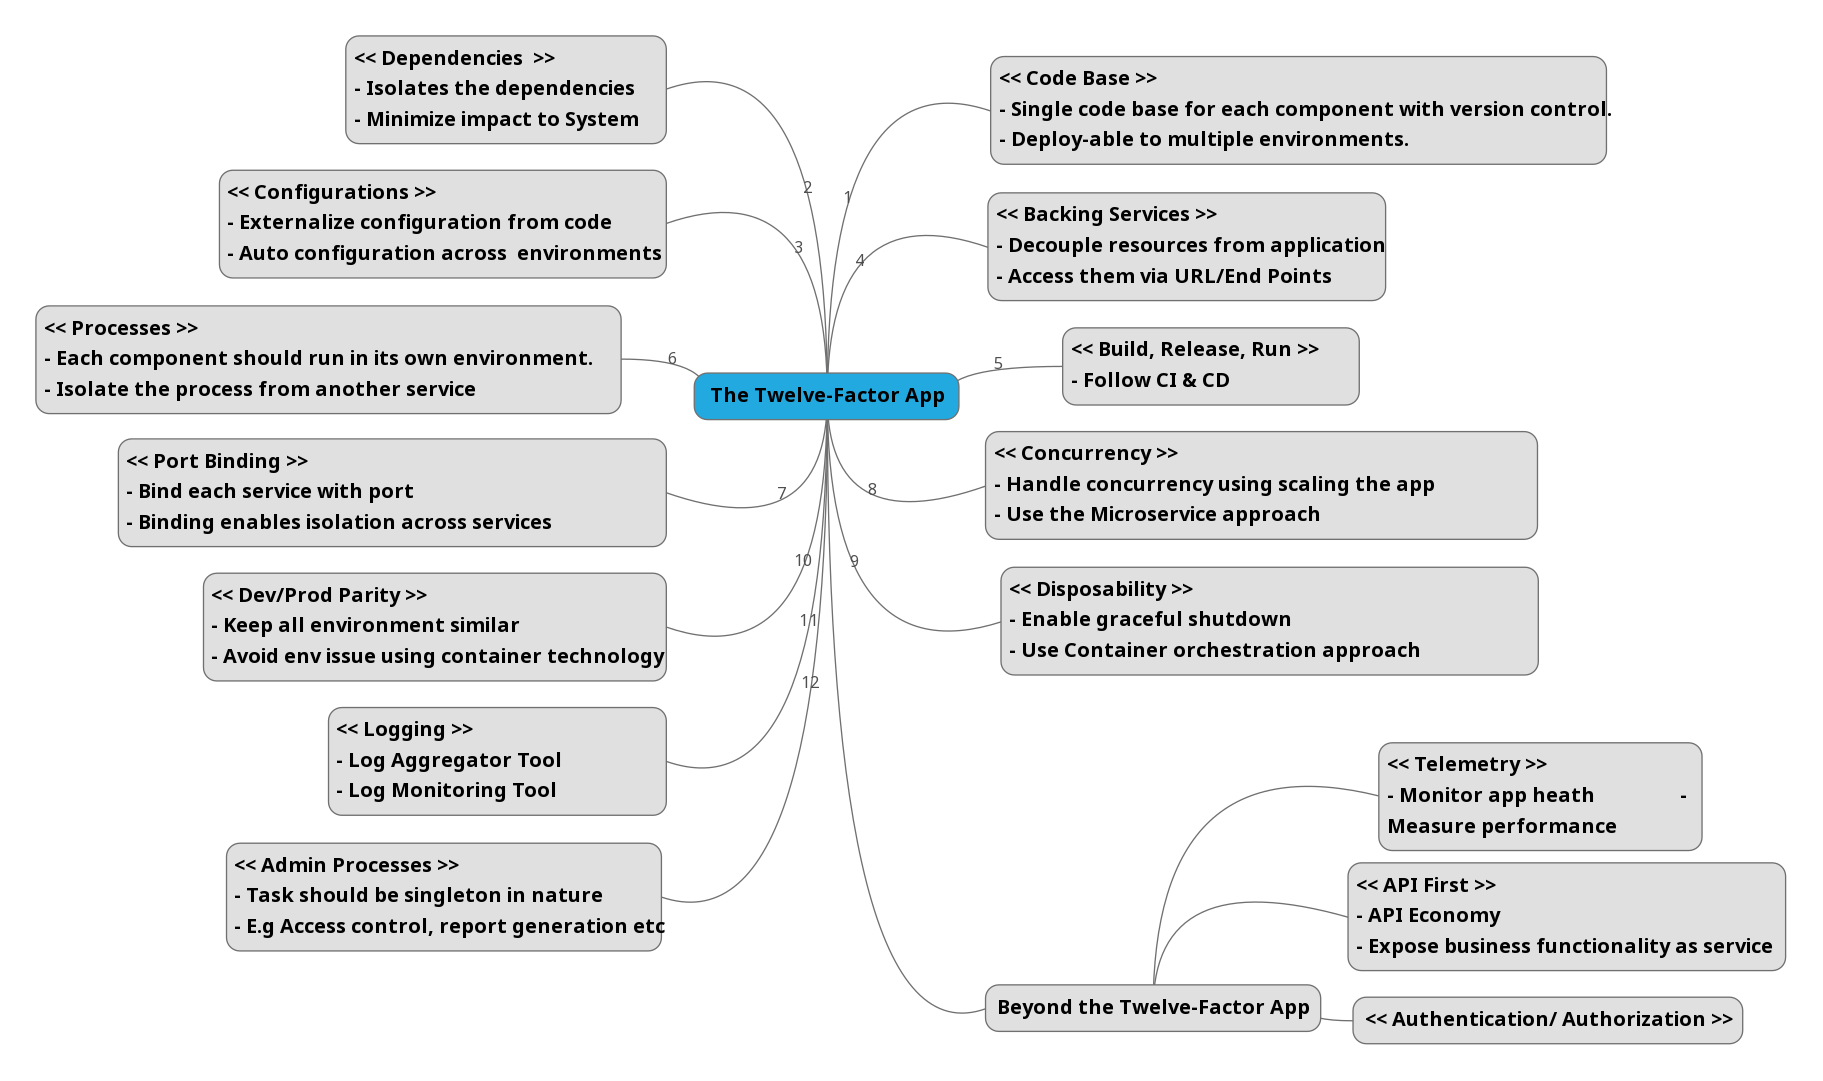 << Dependencies  >>
- Isolates the dependencies
- Minimize impact to System
<< Code Base >>
- Single code base for each component with version control.
- Deploy-able to multiple environments.
2
1
<< Configurations >>
- Externalize configuration from code
- Auto configuration across  environments
3
<< Backing Services >>
- Decouple resources from application
- Access them via URL/End Points
4
<< Processes >>
- Each component should run in its own environment.
- Isolate the process from another service
6
<< Build, Release, Run >>
- Follow CI & CD
5
The Twelve-Factor App
<< Port Binding >>
- Bind each service with port
- Binding enables isolation across services
7
<< Concurrency >>
- Handle concurrency using scaling the app
- Use the Microservice approach
8
<< Dev/Prod Parity >>
- Keep all environment similar
- Avoid env issue using container technology
10
<< Disposability >>
- Enable graceful shutdown
- Use Container orchestration approach
9
11
12
<< Logging >>
- Log Aggregator Tool
- Log Monitoring Tool
<< Admin Processes >>
- Task should be singleton in nature
- E.g Access control, report generation etc
<< Telemetry >>
- Monitor app heath -
Measure performance
<< API First >>
- API Economy
- Expose business functionality as service
Beyond the Twelve-Factor App
<< Authentication/ Authorization >>